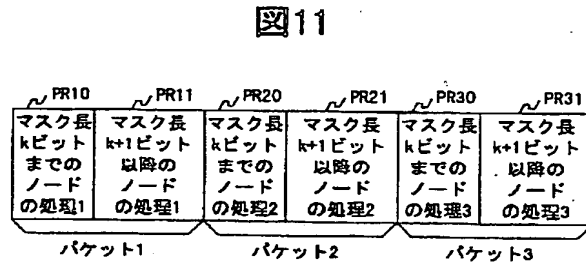 図11
PR10 PR11 PR20 PR21 PR30 PR31
マスク長
kビット
までの
ノード
の処理1
マスク長
k+1ビット
以降の
ノード
の処理1
マスク長
kビット
までの
ノード
の処理2
マスク長
k+1ビット
以降の
ノード
の処理2
マスク長
kビット
までの
ノード
の処理3
マスク長
k+1ビット
以降の
ノード
の処理3
パケット1 パケット2 パケット3